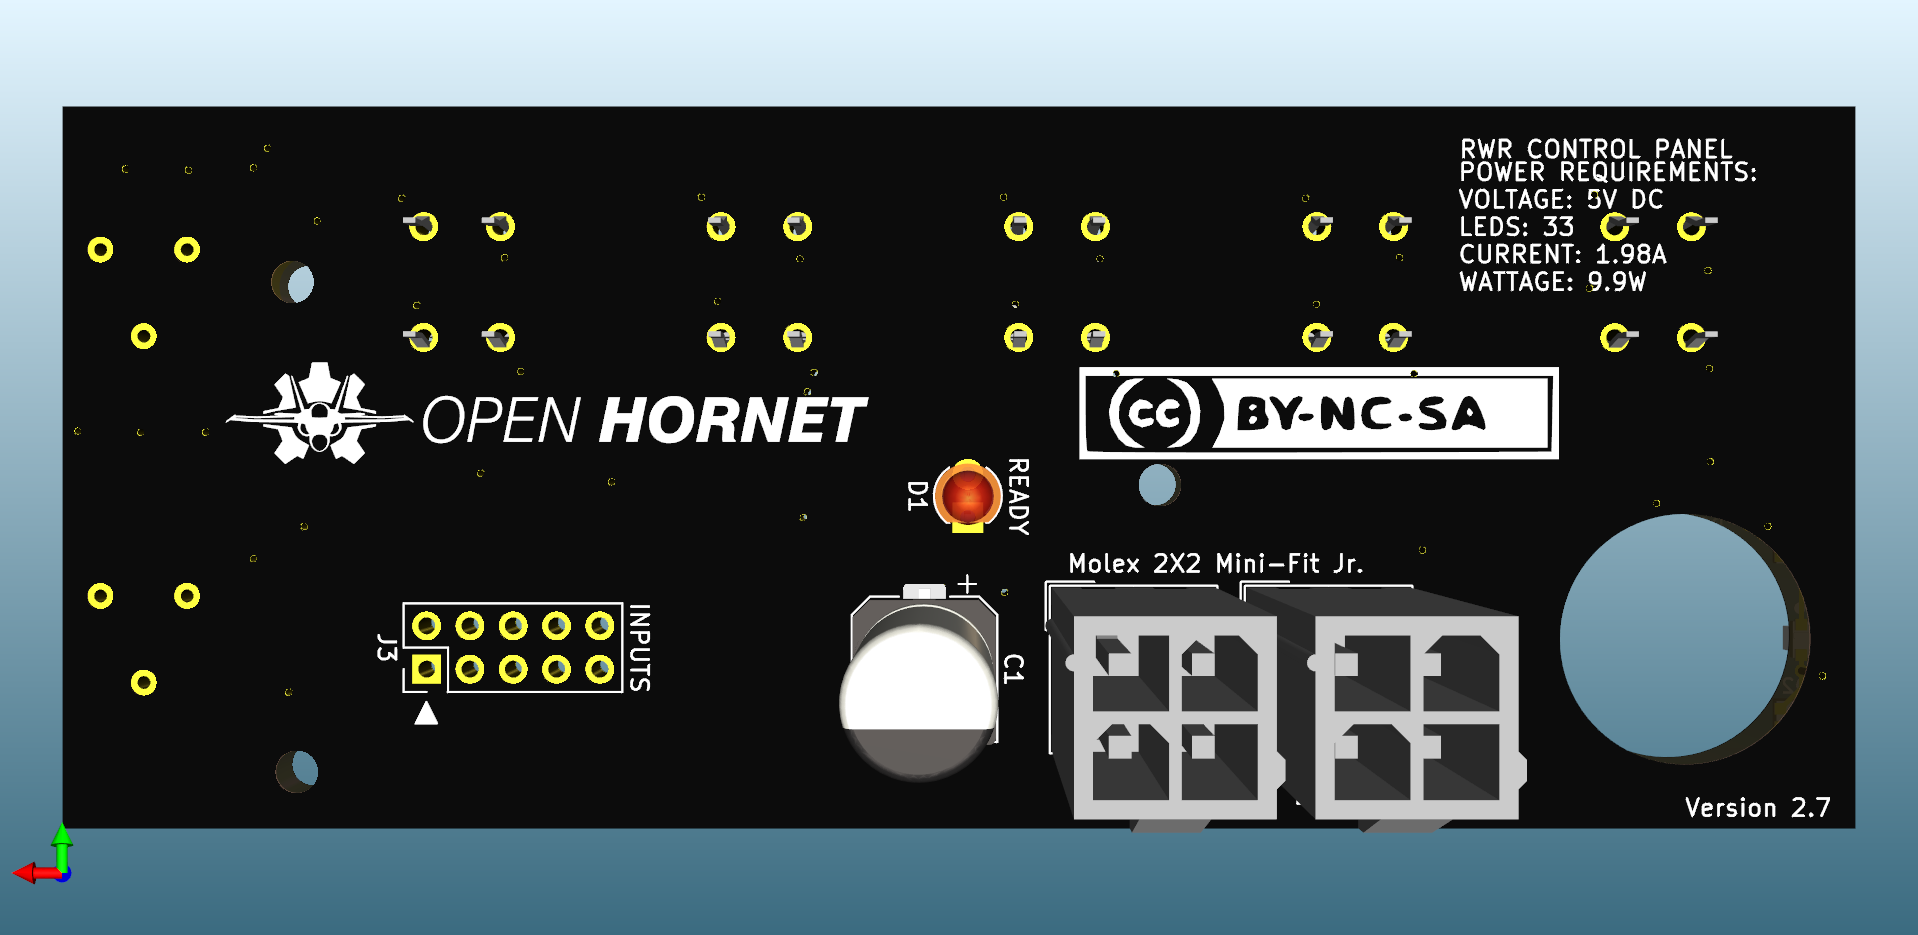 RWR CONTROL PANEL
POWER REQUIREMENTS:
VOLTAGE: 5V DC
LEDS: 33
CURRENT: 1.98A
WATTAGE: 9.9W
OPEN HORNET
cc BY-NC-SA
D1
READY
Molex 2X2 Mini-Fit Jr.
+
J3
INPUTS
C1
Version 2.7